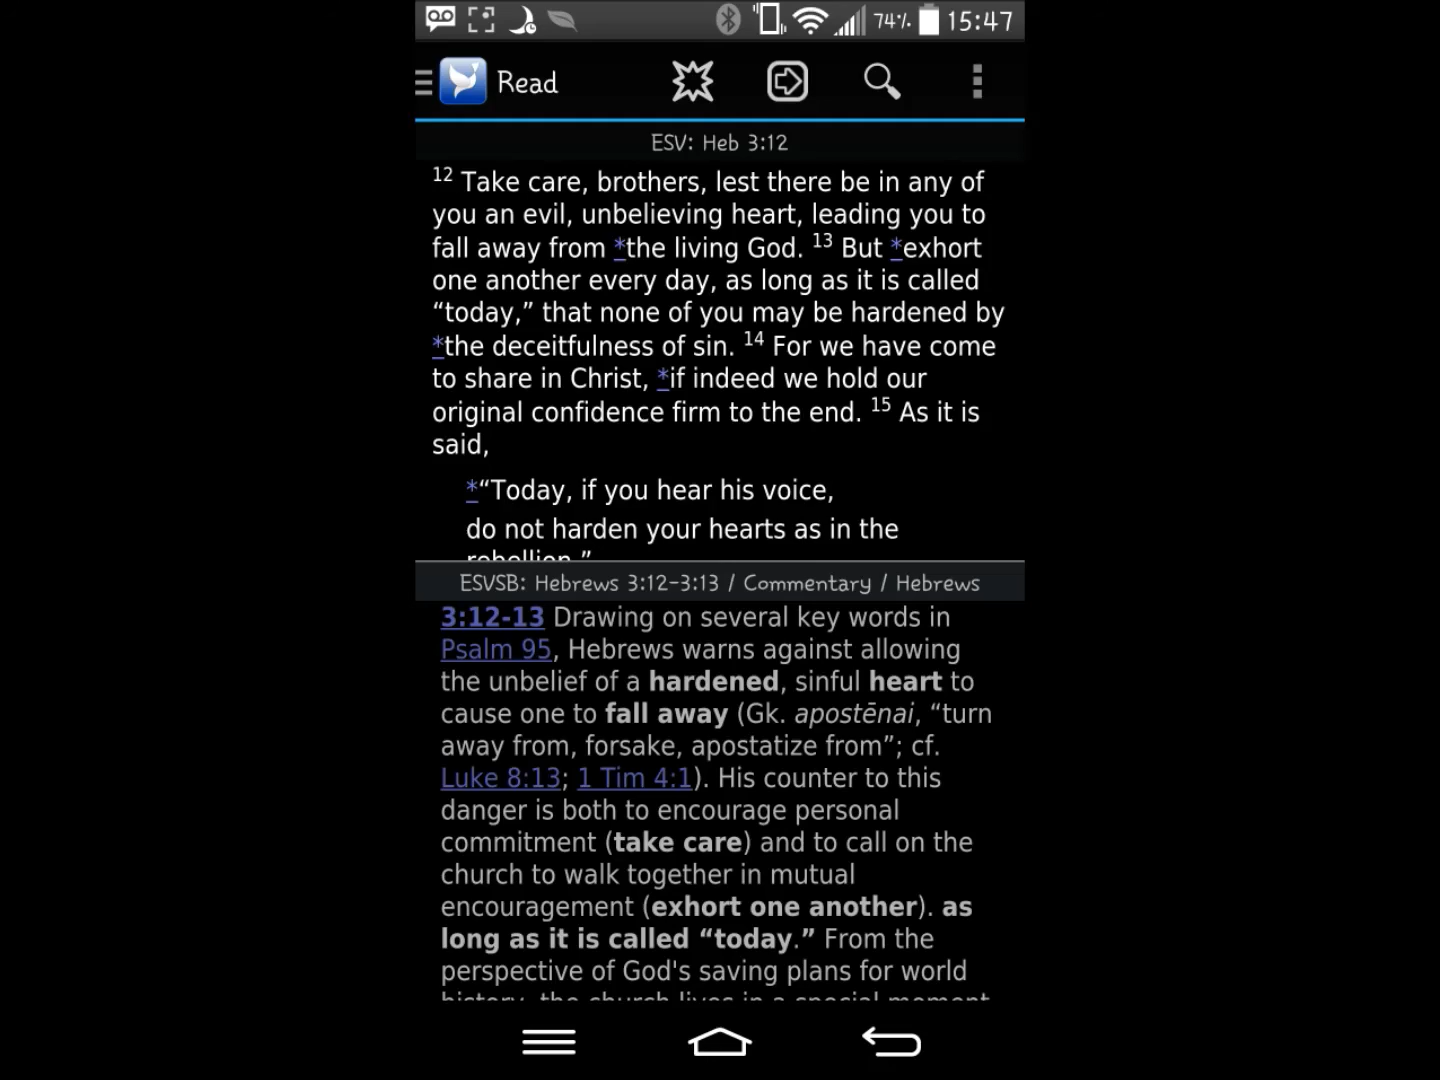 74% 15:47
Read
ESV: Heb 3:12
12 Take care, brothers, lest there be in any of
you an evil, unbelieving heart, leading you to
fall away from *the living God. 13 But *exhort
one another every day, as long as it is called
“today,” that none of you may be hardened by
*the deceitfulness of sin. 14 For we have come
to share in Christ, *if indeed we hold our
original confidence firm to the end. 15 As it is
said,
*“Today, if you hear his voice,
do not harden your hearts as in the
rebellion.”
ESVSB: Hebrews 3:12-3:13 / Commentary / Hebrews
3:12-13 Drawing on several key words in
Psalm 95, Hebrews warns against allowing
the unbelief of a hardened, sinful heart to
cause one to fall away (Gk. apostēnai, “turn
away from, forsake, apostatize from”; cf.
Luke 8:13; 1 Tim 4:1). His counter to this
danger is both to encourage personal
commitment (take care) and to call on the
church to walk together in mutual
encouragement (exhort one another). as
long as it is called “today.” From the
perspective of God's saving plans for world
history, the church lives in a special moment